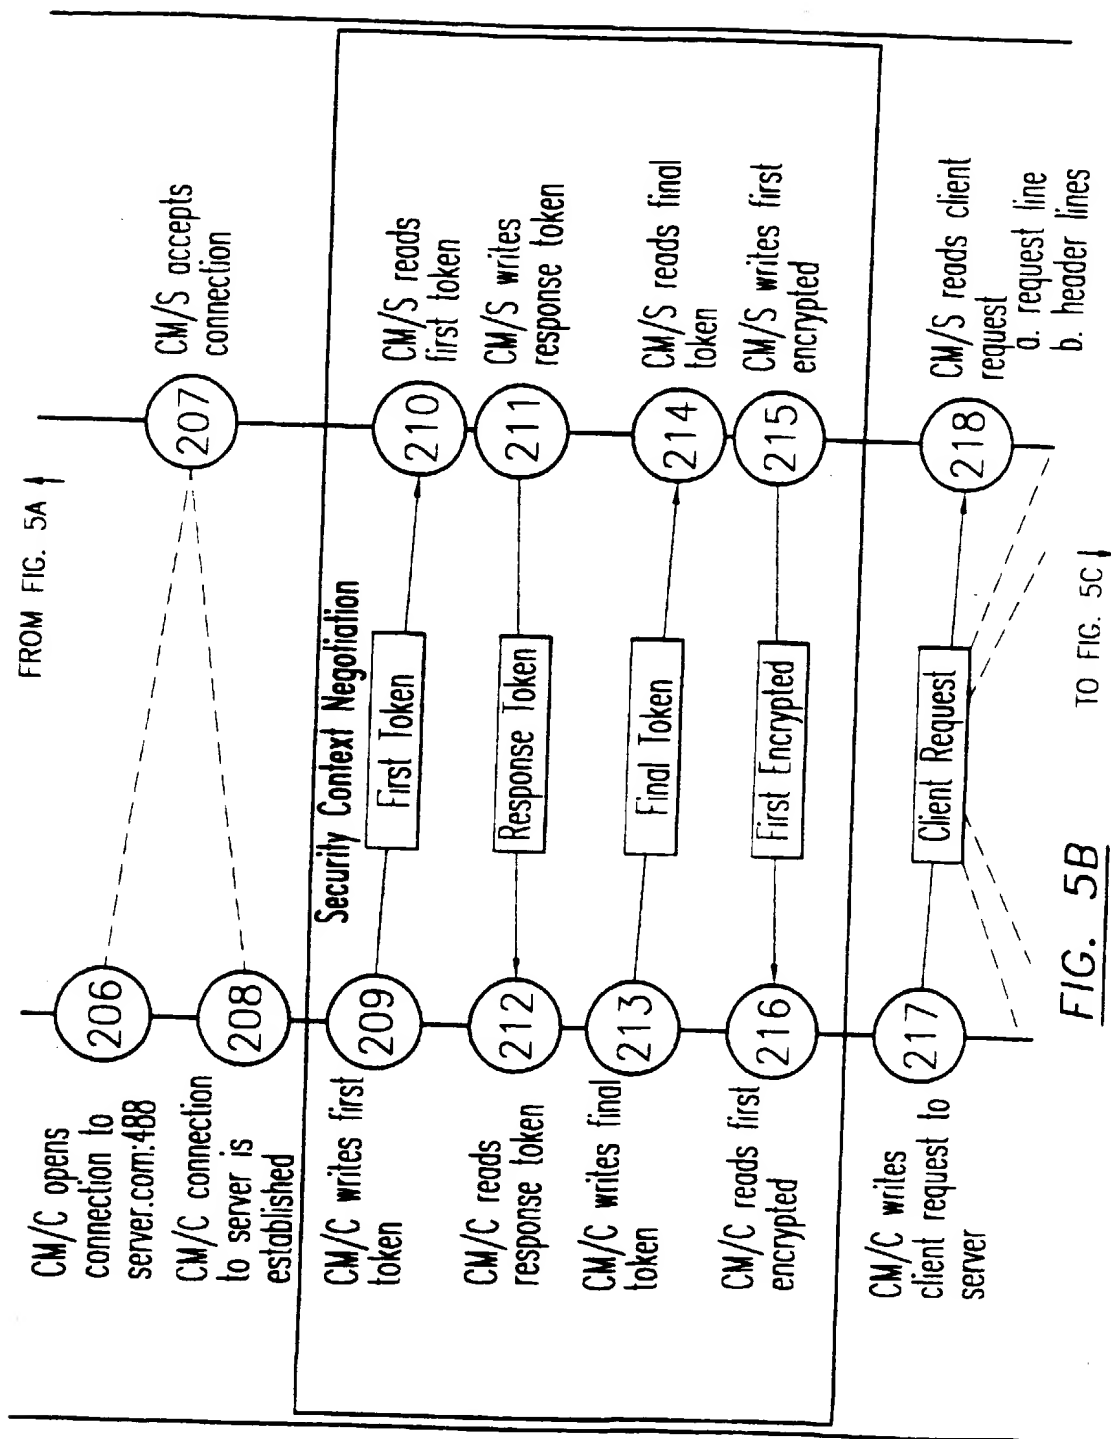 FROM FIG. 5A
CM/C opens
connection to
server.com:488
206
207
CM/S accepts
connection
CM/C connection
to server is
established
208
Security Context Negotiation
CM/C writes first
token
209
First Token
210
CM/S reads
first token
211
CM/S writes
response token
Response Token
CM/C reads
response token
212
CM/C writes final
token
213
Final Token
214
CM/S reads final
token
215
CM/S writes first
encrypted
First Encrypted
CM/C reads first
encrypted
216
CM/C writes
client request to
server
217
Client Request
218
CM/S reads client
request
a. request line
b. header lines
TO FIG. 5C
FIG. 5B